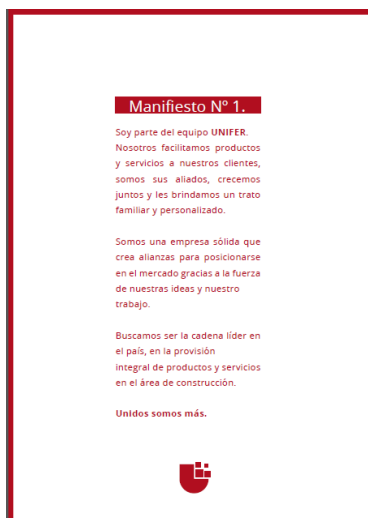 Manifiesto Nº 1.
Soy parte del equipo UNIFER.
Nosotros facilitamos productos
y servicios a nuestros clientes,
somos sus aliados, crecemos
juntos y les brindamos un trato
familiar y personalizado.
Somos una empresa sólida que
crea alianzas para posicionarse
en el mercado gracias a la fuerza
de nuestras ideas y nuestro
trabajo.
Buscamos ser la cadena líder en
el país, en la provisión
integral de productos y servicios
en el área de construcción.
Unidos somos más.